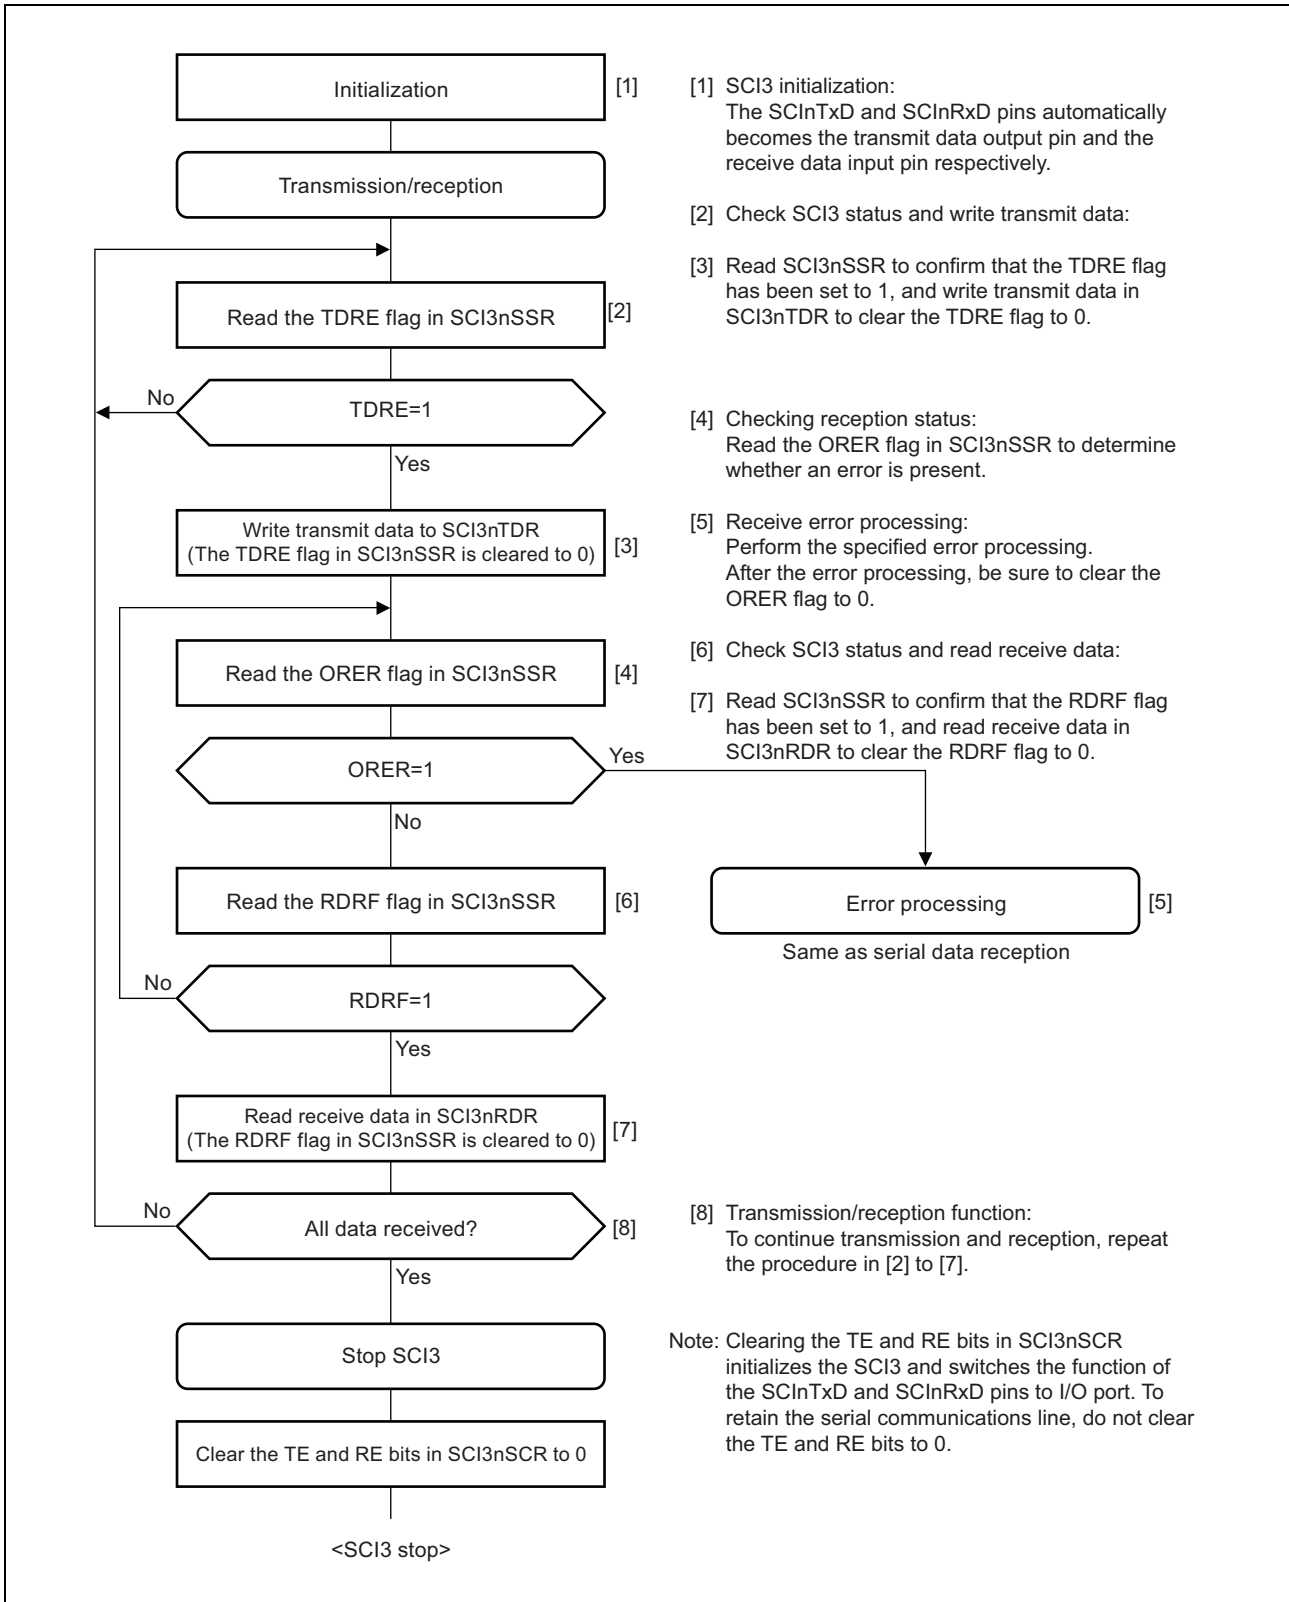 Initialization
[1]
Transmission/reception
Read the TDRE flag in SCI3nSSR
[2]
No
TDRE=1
Yes
Write transmit data to SCI3nTDR
(The TDRE flag in SCI3nSSR is cleared to 0)
[3]
Read the ORER flag in SCI3nSSR
[4]
ORER=1
Yes
No
Read the RDRF flag in SCI3nSSR
[6]
Error processing
[5]
Same as serial data reception
No
RDRF=1
Yes
Read receive data in SCI3nRDR
(The RDRF flag in SCI3nSSR is cleared to 0)
[7]
No
All data received?
[8]
Yes
Stop SCI3
Clear the TE and RE bits in SCI3nSCR to 0
<SCI3 stop>
[1] SCI3 initialization:
The SCInTxD and SCInRxD pins automatically
becomes the transmit data output pin and the
receive data input pin respectively.
[2] Check SCI3 status and write transmit data:
[3] Read SCI3nSSR to confirm that the TDRE flag
has been set to 1, and write transmit data in
SCI3nTDR to clear the TDRE flag to 0.
[4] Checking reception status:
Read the ORER flag in SCI3nSSR to determine
whether an error is present.
[5] Receive error processing:
Perform the specified error processing.
After the error processing, be sure to clear the
ORER flag to 0.
[6] Check SCI3 status and read receive data:
[7] Read SCI3nSSR to confirm that the RDRF flag
has been set to 1, and read receive data in
SCI3nRDR to clear the RDRF flag to 0.
[8] Transmission/reception function:
To continue transmission and reception, repeat
the procedure in [2] to [7].
Note: Clearing the TE and RE bits in SCI3nSCR
initializes the SCI3 and switches the function of
the SCInTxD and SCInRxD pins to I/O port. To
retain the serial communications line, do not clear
the TE and RE bits to 0.